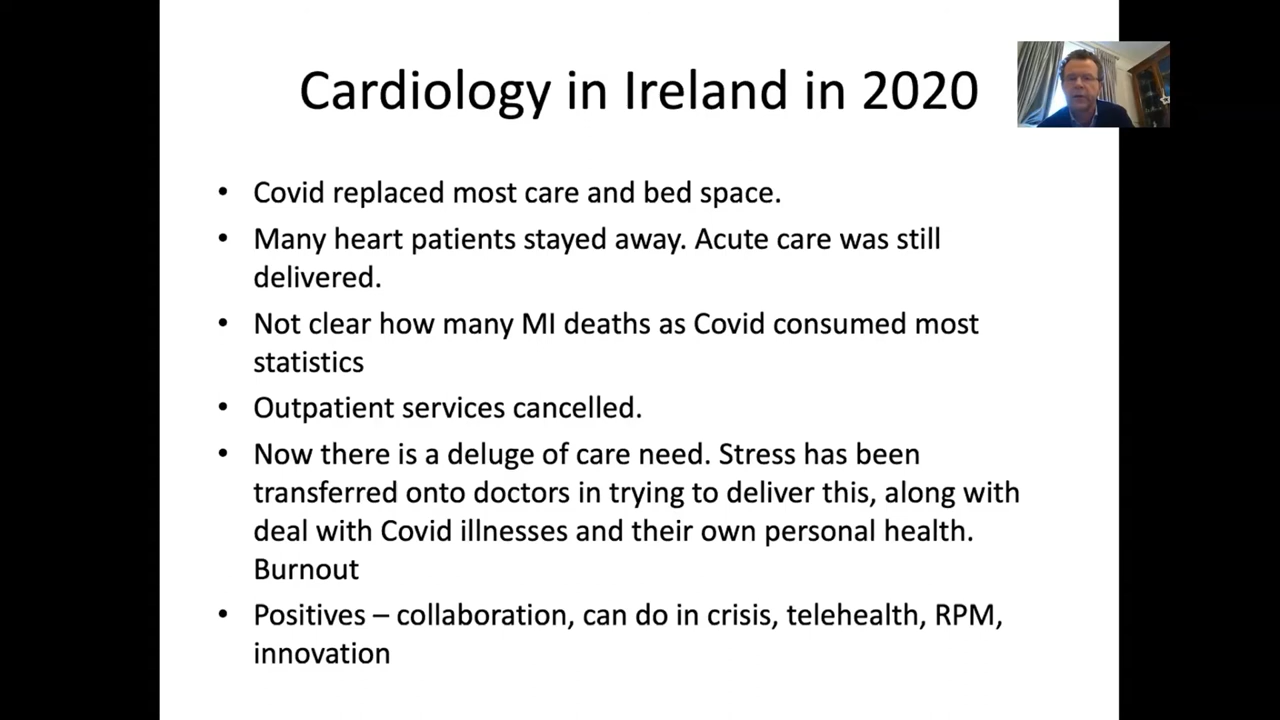 Cardiology in Ireland in 2020
• Covid replaced most care and bed space.
• Many heart patients stayed away. Acute care was still
delivered.
• Not clear how many MI deaths as Covid consumed most
statistics
• Outpatient services cancelled.
• Now there is a deluge of care need. Stress has been
transferred onto doctors in trying to deliver this, along with
deal with Covid illnesses and their own personal health.
Burnout
• Positives – collaboration, can do in crisis, telehealth, RPM,
innovation